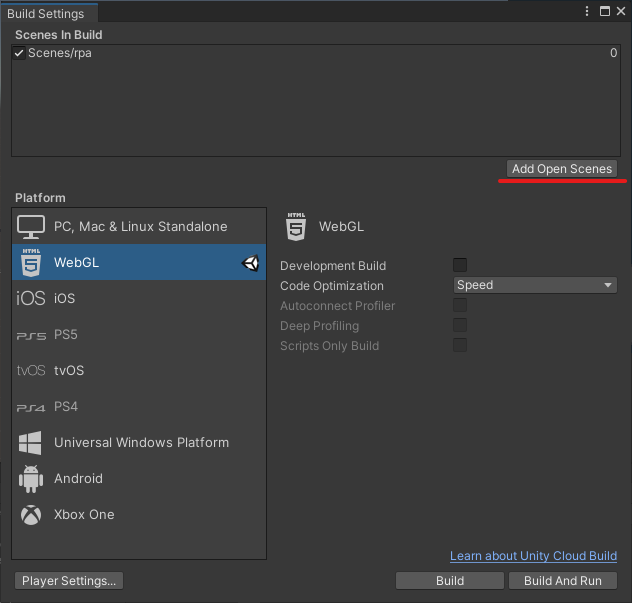 Build Settings
Scenes In Build
Scenes/rpa 0
Add Open Scenes
Platform
PC, Mac & Linux Standalone
HTML 5 WebGL
iOS iOS
PS5 PS5
tvOS tvOS
PS4 PS4
Universal Windows Platform
Android
Xbox One
HTML 5 WebGL
Development Build
Code Optimization Speed
Autoconnect Profiler
Deep Profiling
Scripts Only Build
Learn about Unity Cloud Build
Player Settings...
Build
Build And Run